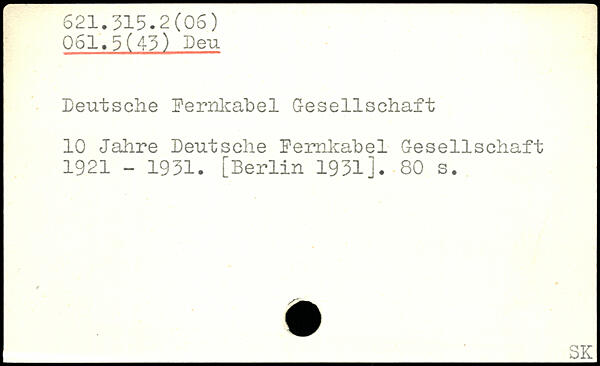 621.315.2(06)
061.5(43) Deu
Deutsche Fernkabel Gesellschaft
10 Jahre Deutsche Fernkabel Gesellschaft
1921 - 1931. [Berlin 1931]. 80 s.
SK